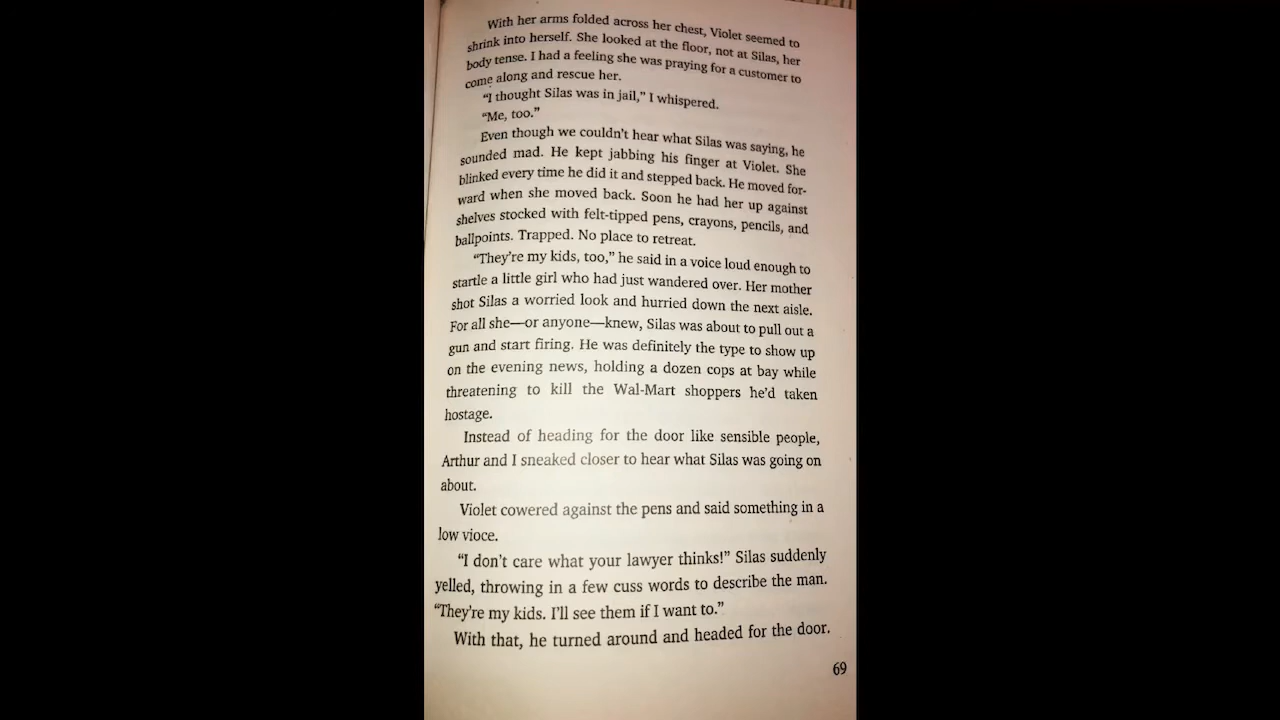 With her arms folded across her chest, Violet seemed to
shrink into herself. She looked at the floor, not at Silas, her
body tense. I had a feeling she was praying for a customer to
come along and rescue her.
“I thought Silas was in jail,” I whispered.
“Me, too.”
Even though we couldn’t hear what Silas was saying, he
sounded mad. He kept jabbing his finger at Violet. She
blinked every time he did it and stepped back. He moved for-
ward when she moved back. Soon he had her up against
shelves stocked with felt-tipped pens, crayons, pencils, and
ballpoints. Trapped. No place to retreat.
“They’re my kids, too,” he said in a voice loud enough to
startle a little girl who had just wandered over. Her mother
shot Silas a worried look and hurried down the next aisle.
For all she—or anyone—knew, Silas was about to pull out a
gun and start firing. He was definitely the type to show up
on the evening news, holding a dozen cops at bay while
threatening to kill the Wal-Mart shoppers he’d taken
hostage.
Instead of heading for the door like sensible people,
Arthur and I sneaked closer to hear what Silas was going on
about.
Violet cowered against the pens and said something in a
low vioce.
“I don’t care what your lawyer thinks!” Silas suddenly
yelled, throwing in a few cuss words to describe the man.
“They’re my kids. I’ll see them if I want to.”
With that, he turned around and headed for the door.
69